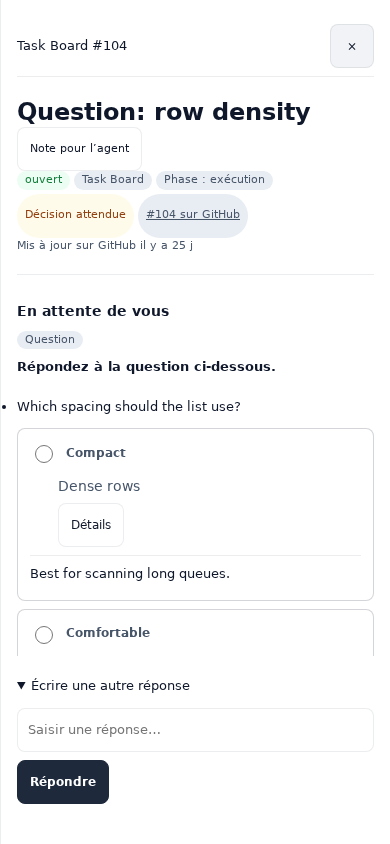 Task Board #104
×
Question: row density
Note pour l’agent
ouvert Task Board Phase : exécution
Décision attendue #104 sur GitHub
Mis à jour sur GitHub il y a 25 j
En attente de vous
Question
Répondez à la question ci-dessous.
• Which spacing should the list use?
Compact
Dense rows
Détails
Best for scanning long queues.
Comfortable
▼ Écrire une autre réponse
Saisir une réponse…
Répondre